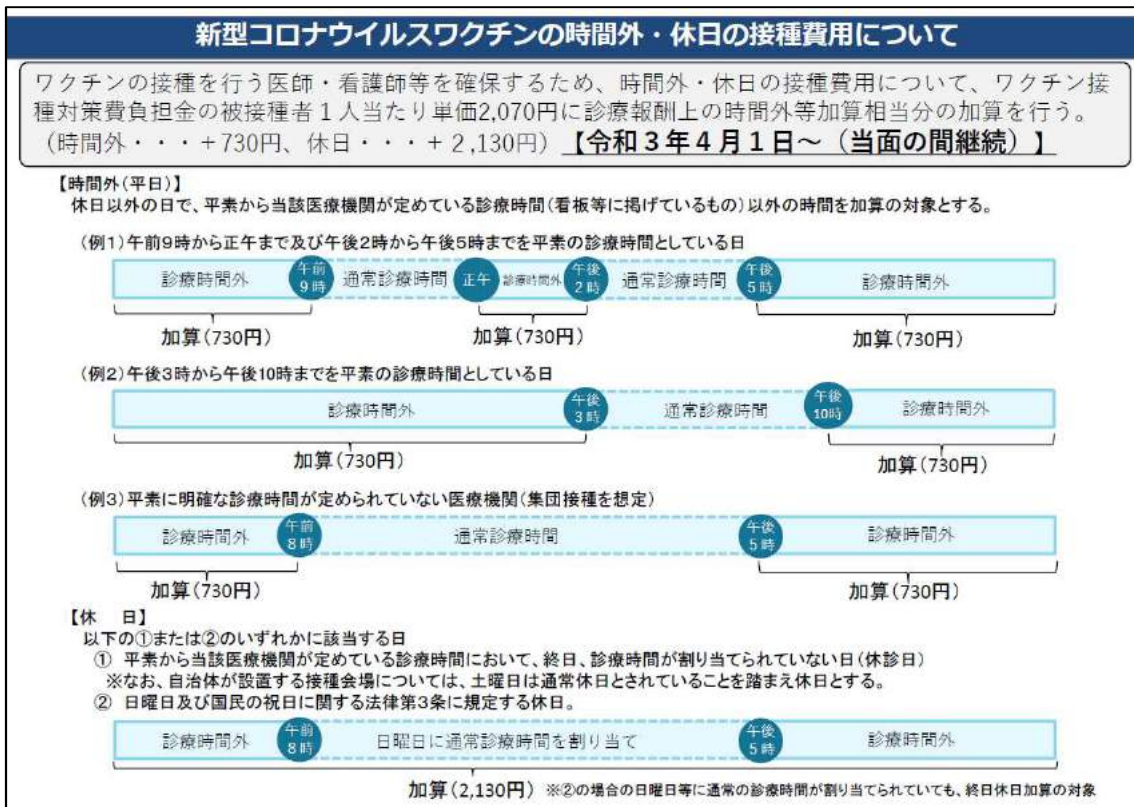 新型コロナウイルスワクチンの時間外・休日の接種費用について
ワクチンの接種を行う医師・看護師等を確保するため、時間外・休日の接種費用について、ワクチン接
種対策費負担金の被接種者１人当たり単価2,070円に診療報酬上の時間外等加算相当分の加算を行う。
（時間外・・・＋730円、休日・・・＋2,130円）【令和３年４月１日～（当面の間継続）】
【時間外(平日)】
休日以外の日で、平素から当該医療機関が定めている診療時間(看板等に掲げているもの)以外の時間を加算の対象とする。
(例1)午前9時から正午まで及び午後2時から午後5時までを平素の診療時間としている日
診療時間外 午前9時 通常診療時間 正午 診療時間外 午後2時 通常診療時間 午後5時 診療時間外
加算(730円) 加算(730円) 加算(730円)
(例2)午後3時から午後10時までを平素の診療時間としている日
診療時間外 午後3時 通常診療時間 午後10時 診療時間外
加算(730円) 加算(730円)
(例3)平素に明確な診療時間が定められていない医療機関(集団接種を想定)
診療時間外 午前8時 通常診療時間 午後5時 診療時間外
加算(730円) 加算(730円)
【休　日】
以下の①または②のいずれかに該当する日
①　平素から当該医療機関が定めている診療時間において、終日、診療時間が割り当てられていない日(休診日)
※なお、自治体が設置する接種会場については、土曜日は通常休日とされていることを踏まえ休日とする。
②　日曜日及び国民の祝日に関する法律第3条に規定する休日。
診療時間外 午前8時 日曜日に通常診療時間を割り当て 午後5時 診療時間外
加算(2,130円) ※②の場合の日曜日等に通常の診療時間が割り当てられていても、終日休日加算の対象